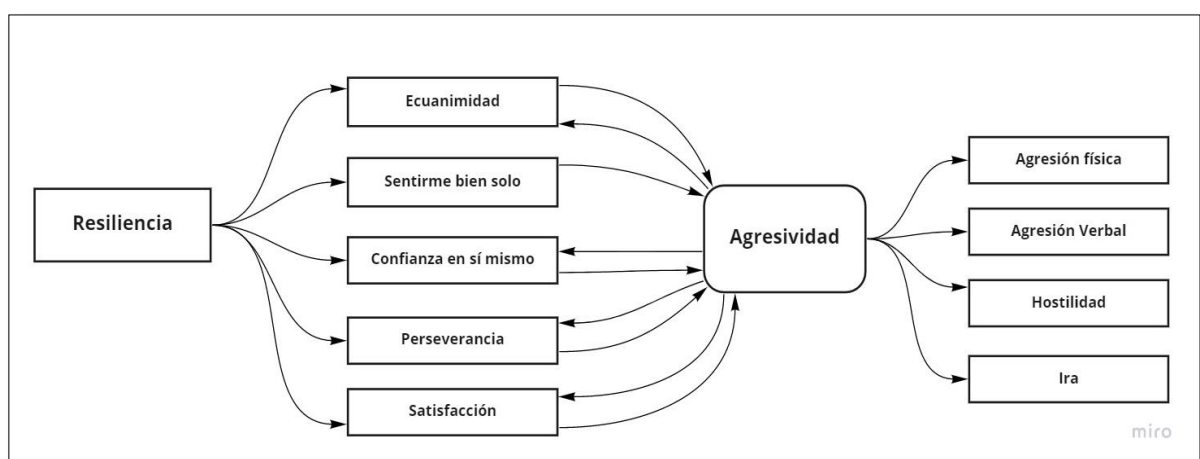 Resiliencia
Ecuanimidad
Sentirme bien solo
Confianza en sí mismo
Perseverancia
Satisfacción
Agresividad
Agresión física
Agresión Verbal
Hostilidad
Ira
miro